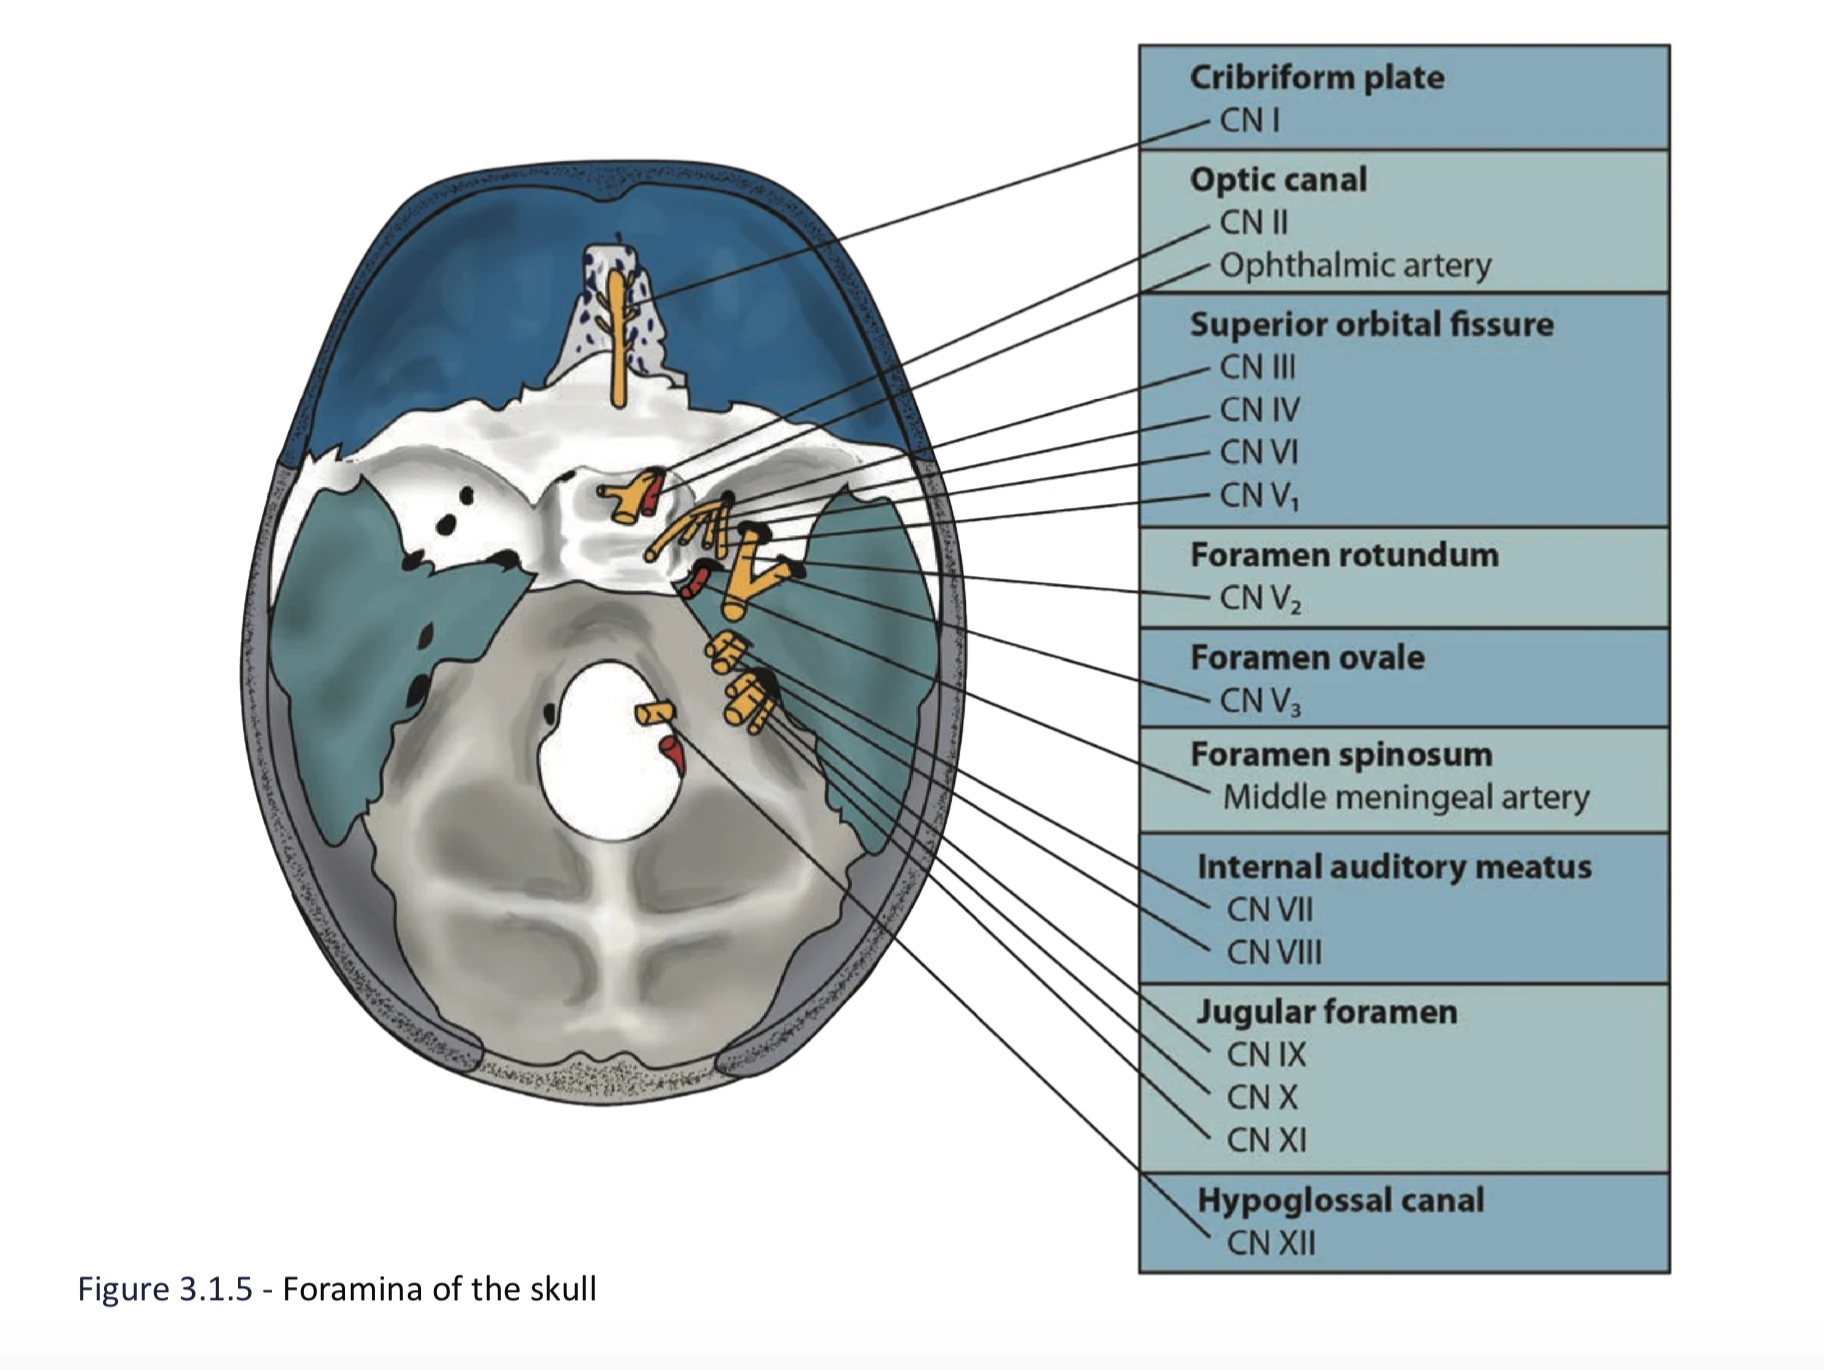 Cribriform plate
CN I
Optic canal
CN II
Ophthalmic artery
Superior orbital fissure
CN III
CN IV
CN VI
CN V₁
Foramen rotundum
CN V₂
Foramen ovale
CN V₃
Foramen spinosum
Middle meningeal artery
Internal auditory meatus
CN VII
CN VIII
Jugular foramen
CN IX
CN X
CN XI
Hypoglossal canal
CN XII
Figure 3.1.5 - Foramina of the skull